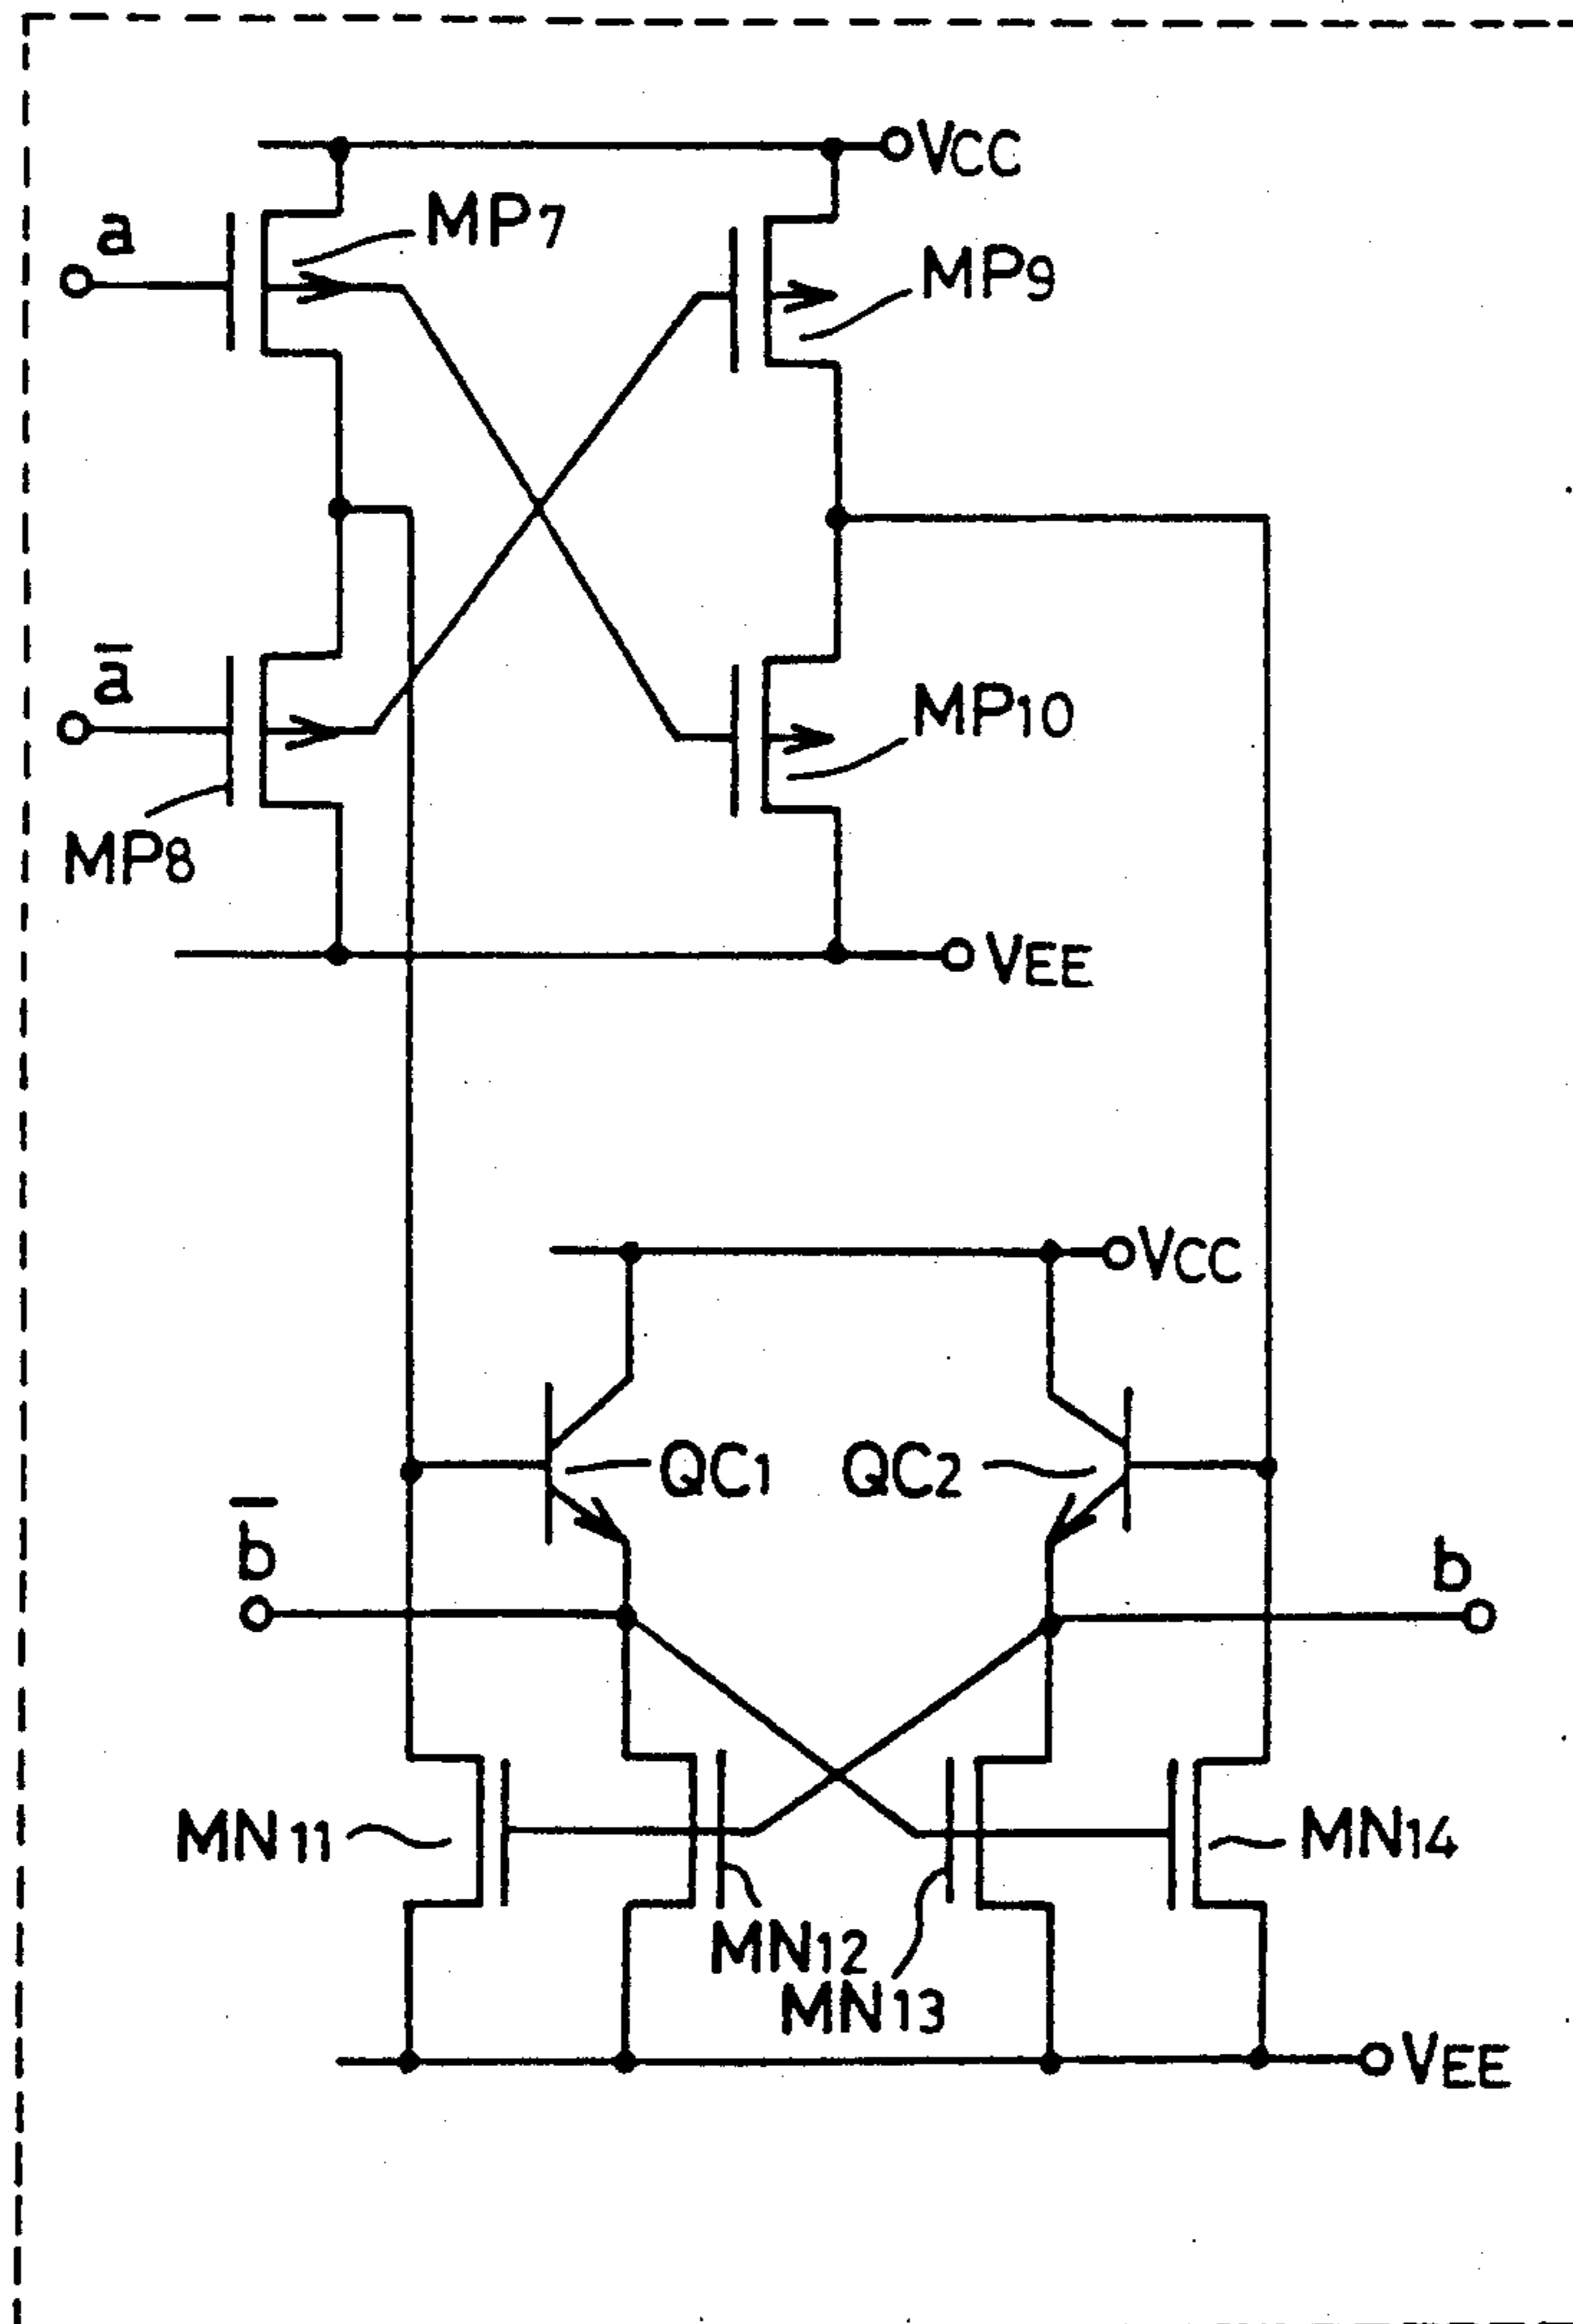 VCC
a
MP7
MP9
a̅
MP10
MP8
VEE
VCC
QC1
QC2
b̅
b
MN11
MN14
MN12
MN13
VEE